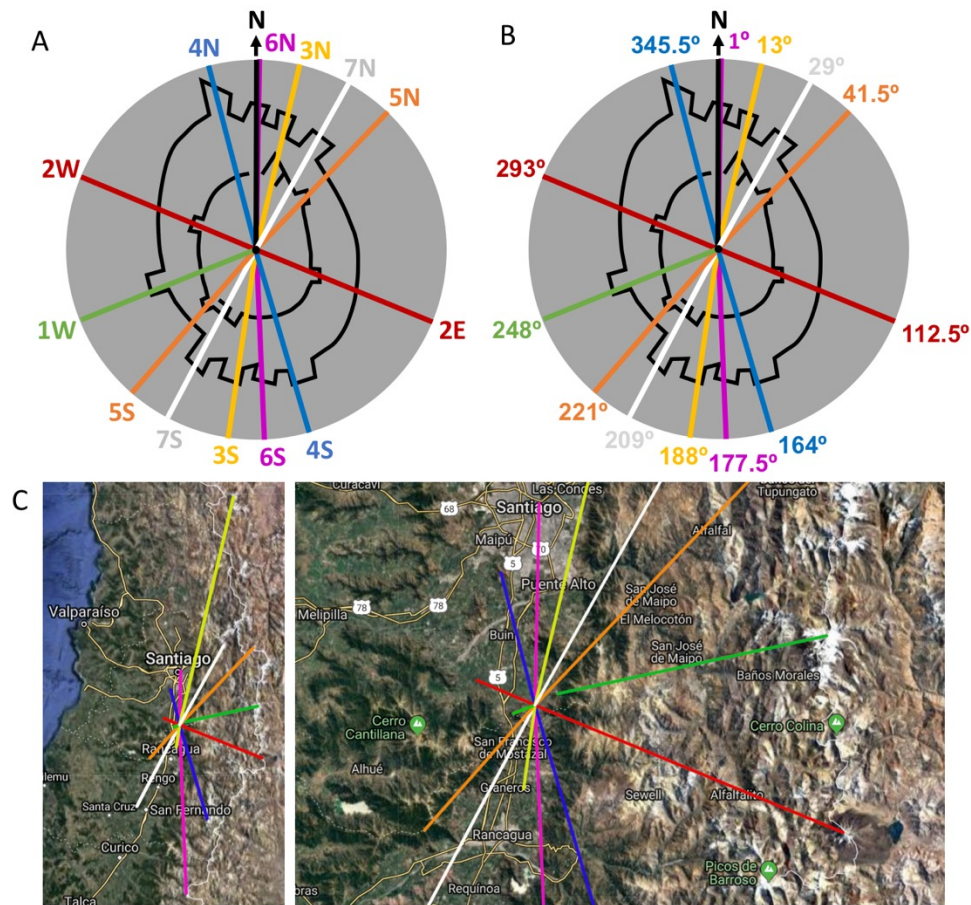 A
N
4N
6N
3N
7N
5N
2W
1W
2E
5S
7S
3S
6S
4S
B
N
345.5º
1º
13º
29º
41.5º
293º
248º
112.5º
221º
209º
188º
177.5º
164º
C
Valparaíso
Santiago
Rancagua
Rengo
Santa Cruz
San Fernando
Curicó
Talca
Curacaví
Las Condes
Tupungato
68
Santiago
Maipú
Alfalfal
70
5
Puente Alto
78
78
Melipilla
San José
de Maipo
El Melocotón
Buin
San José
de Maipo
5
Baños Morales
Cerro
Cantillana
Cerro Colina
San Francisco
de Mostazal
Alhué
Graneros
Sewell
Alfalfalito
Rancagua
Picos de
Barroso
Requínoa